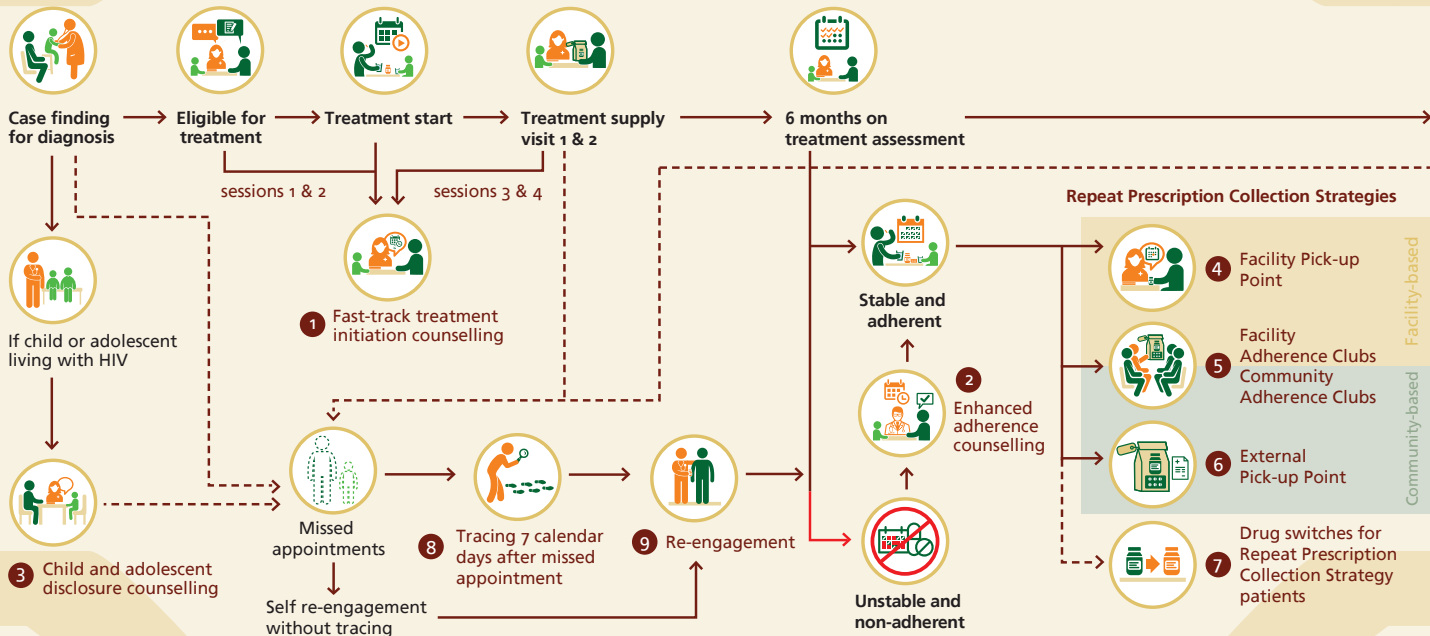 Case finding
for diagnosis
Eligible for
treatment
Treatment start
Treatment supply
visit 1 & 2
6 months on
treatment assessment
sessions 1 & 2
sessions 3 & 4
Repeat Prescription Collection Strategies
1 Fast-track treatment
initiation counselling
If child or adolescent
living with HIV
3 Child and adolescent
disclosure counselling
Missed
appointments
Self re-engagement
without tracing
8 Tracing 7 calendar
days after missed
appointment
9 Re-engagement
Stable and
adherent
2
Enhanced
adherence
counselling
Unstable and
non-adherent
4 Facility Pick-up
Point
5 Facility
Adherence Clubs
Community
Adherence Clubs
6 External
Pick-up Point
7 Drug switches for
Repeat Prescription
Collection Strategy
patients
Facility-based
Community-based